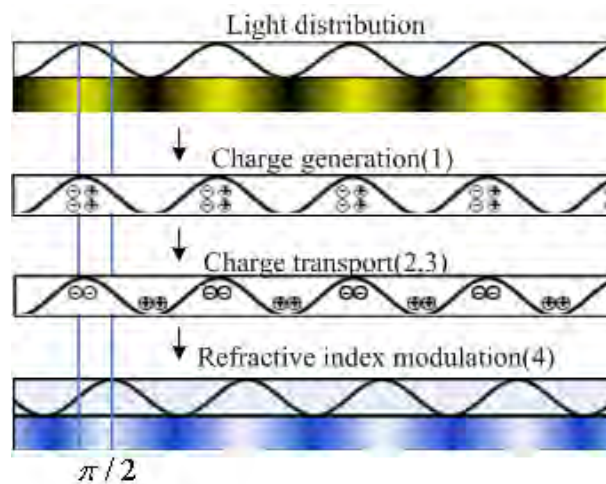 Light distribution
Charge generation(1)
⊖ ⊕ ⊖ ⊕ ⊖ ⊕ ⊖ ⊕
⊖ ⊕ ⊖ ⊕ ⊖ ⊕ ⊖ ⊕
Charge transport(2,3)
⊖⊖ ⊕⊕ ⊖⊖ ⊕⊕ ⊖⊖ ⊕⊕ ⊖⊖ ⊕⊕
Refractive index modulation(4)
π / 2